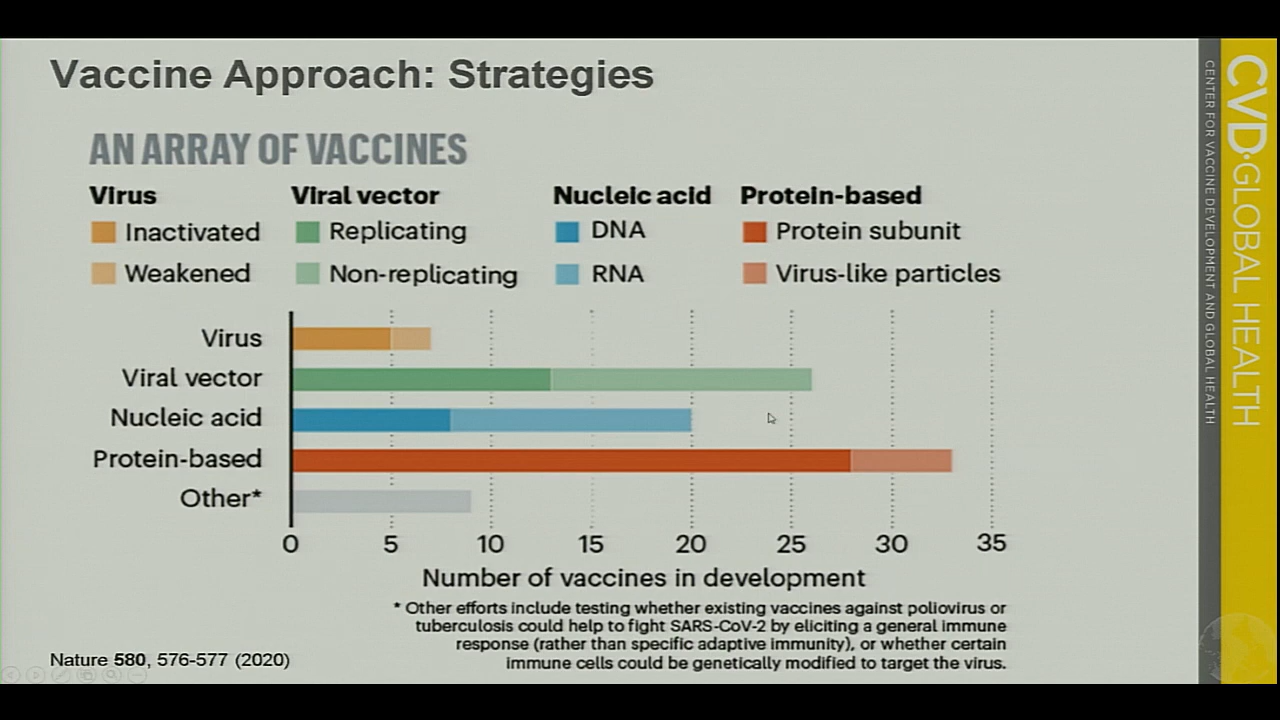 Vaccine Approach: Strategies
AN ARRAY OF VACCINES
Virus
Inactivated
Weakened
Viral vector
Replicating
Non-replicating
Nucleic acid
DNA
RNA
Protein-based
Protein subunit
Virus-like particles
Virus
Viral vector
Nucleic acid
Protein-based
Other*
0 5 10 15 20 25 30 35
Number of vaccines in development
* Other efforts include testing whether existing vaccines against poliovirus or
tuberculosis could help to fight SARS-CoV-2 by eliciting a general immune
response (rather than specific adaptive immunity), or whether certain
immune cells could be genetically modified to target the virus.
Nature 580, 576-577 (2020)
CVD·GLOBAL HEALTH
CENTER FOR VACCINE DEVELOPMENT AND GLOBAL HEALTH